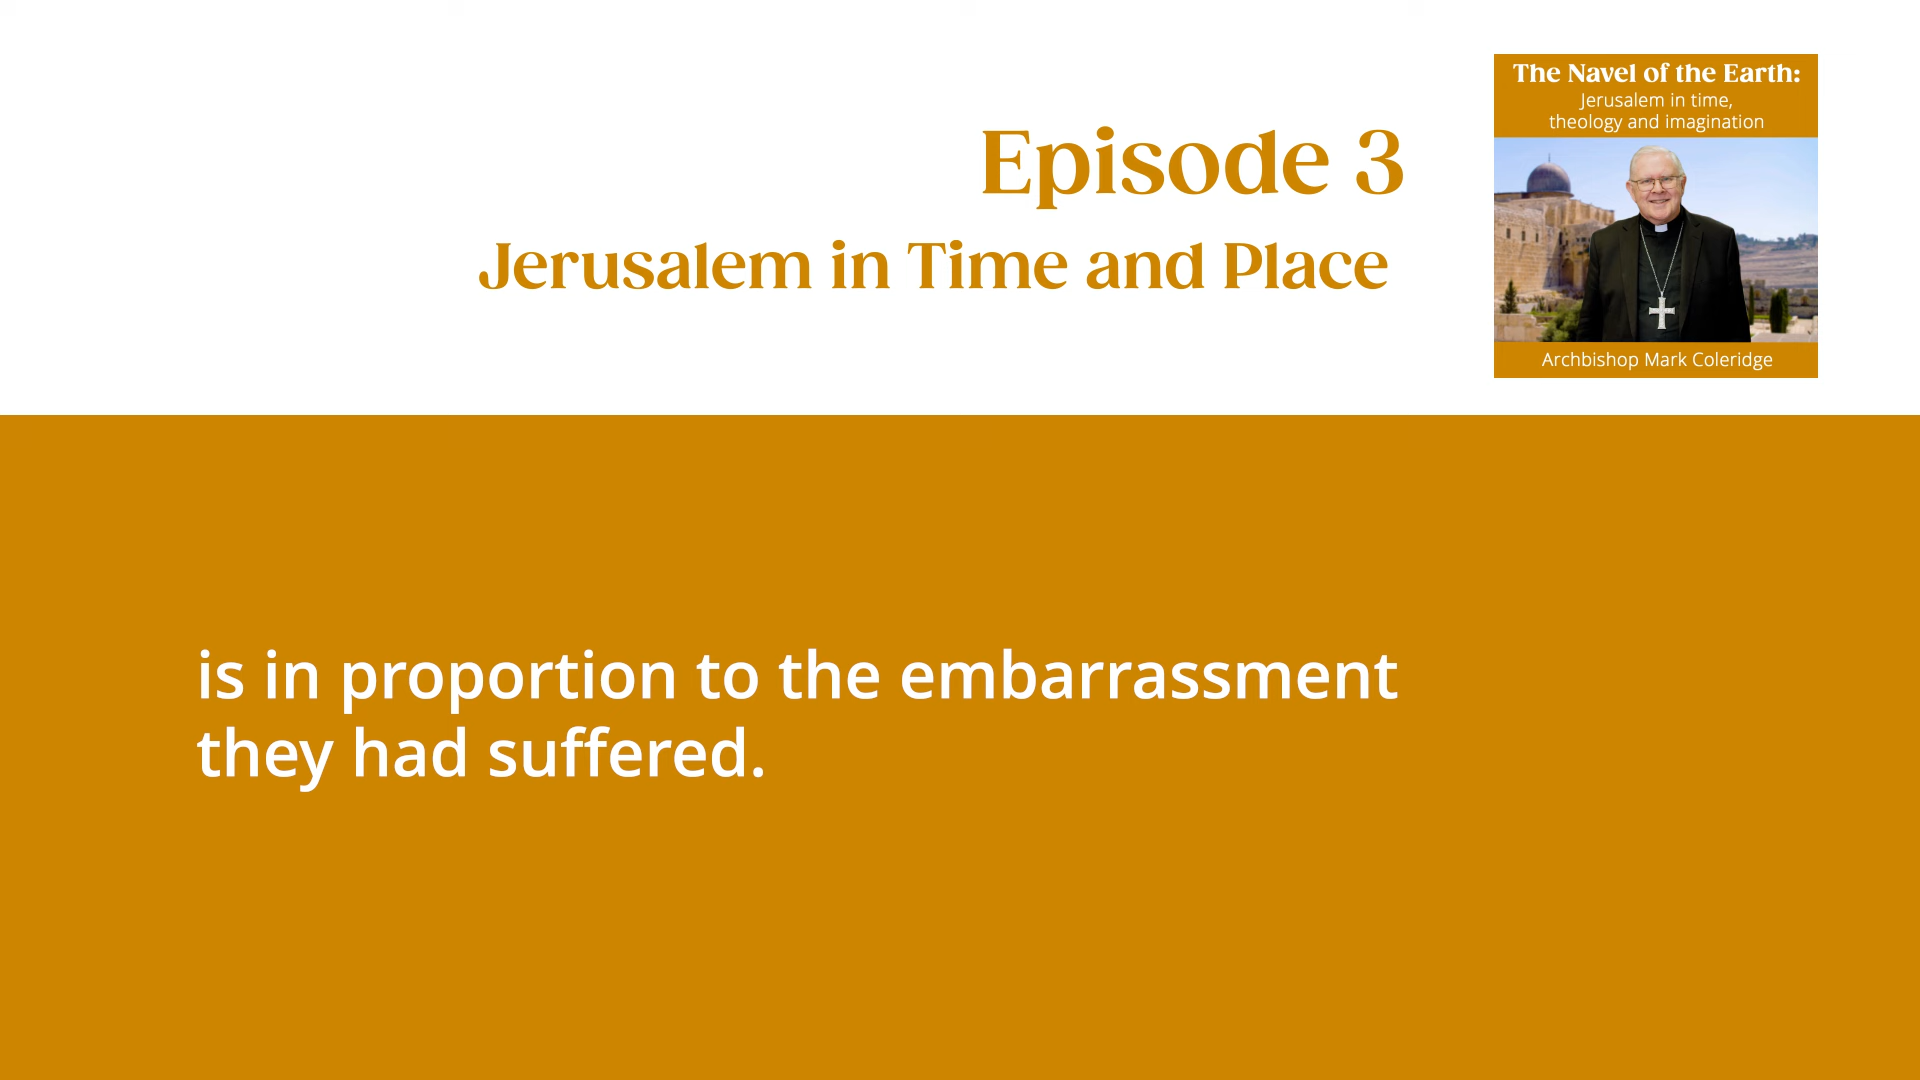 Episode 3
Jerusalem in Time and Place
The Navel of the Earth:
Jerusalem in time,
theology and imagination
Archbishop Mark Coleridge
is in proportion to the embarrassment
they had suffered.